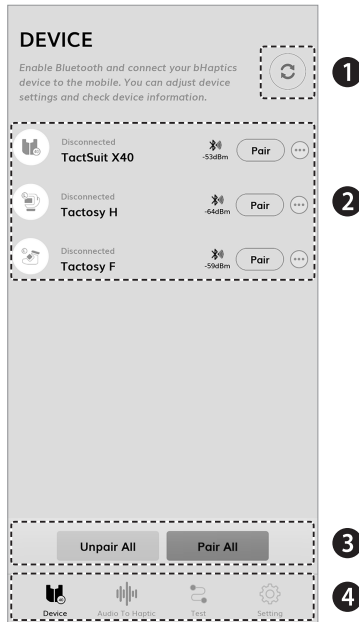 DEVICE
Enable Bluetooth and connect your bHaptics
device to the mobile. You can adjust device
settings and check device information.
1
Disconnected
TactSuit X40
-53dBm
Pair
2
Disconnected
Tactosy H
-64dBm
Pair
Disconnected
Tactosy F
-59dBm
Pair
Unpair All
Pair All
3
Device
Audio To Haptic
Test
Setting
4